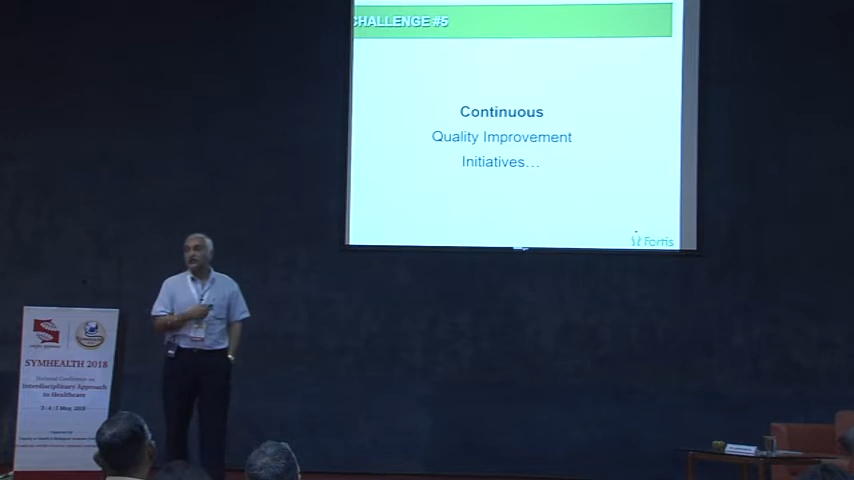 CHALLENGE #5
Continuous
Quality Improvement
Initiatives...
Fortis
SYMHEALTH 2018
National Conference on
Interdisciplinary Approach
to Healthcare